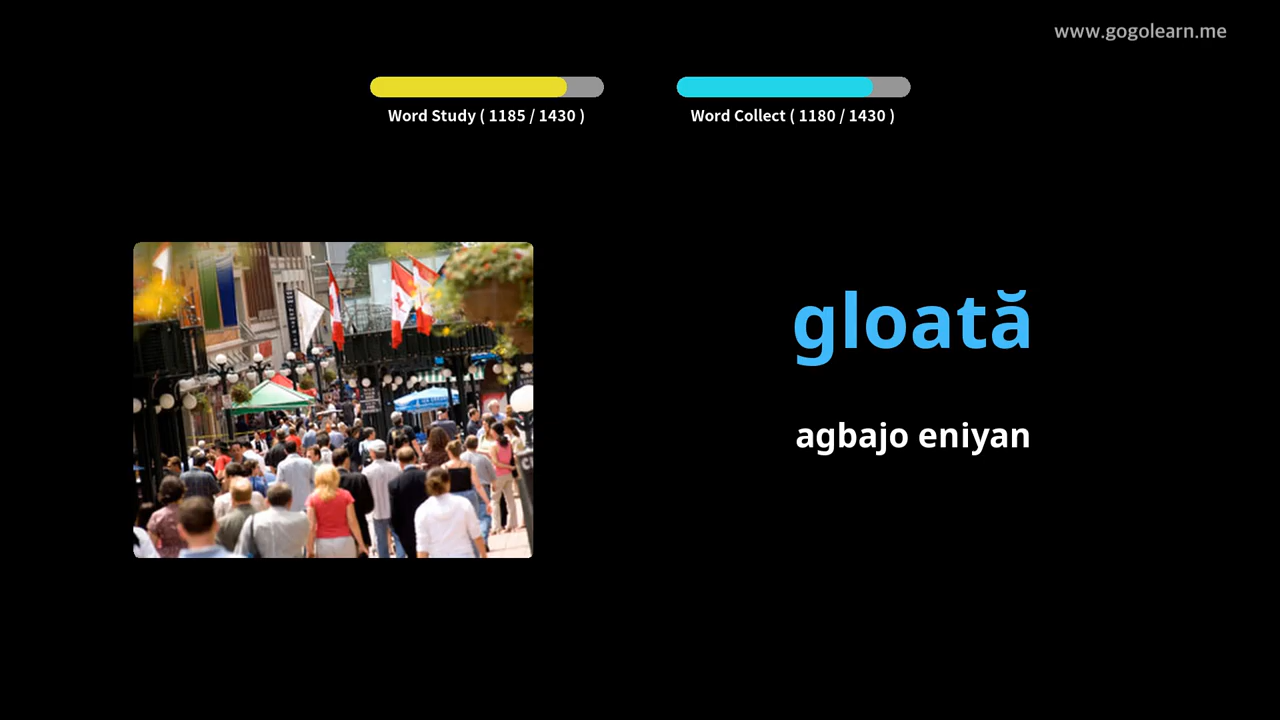 www.gogolearn.me
Word Study ( 1185 / 1430 )
Word Collect ( 1180 / 1430 )
gloată
agbajo eniyan